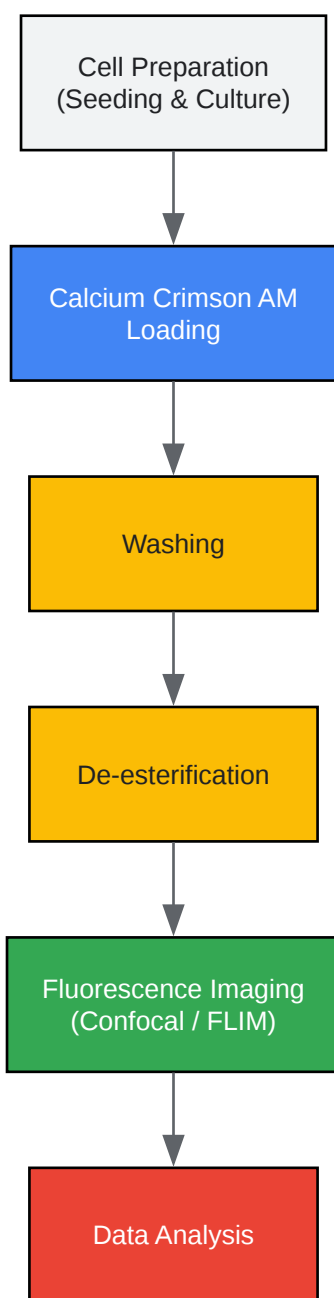 Cell Preparation
(Seeding & Culture)
Calcium Crimson AM
Loading
Washing
De-esterification
Fluorescence Imaging
(Confocal / FLIM)
Data Analysis